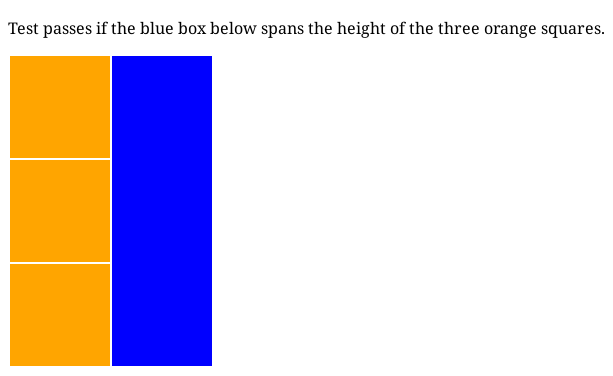 Test passes if the blue box below spans the height of the three orange squares.